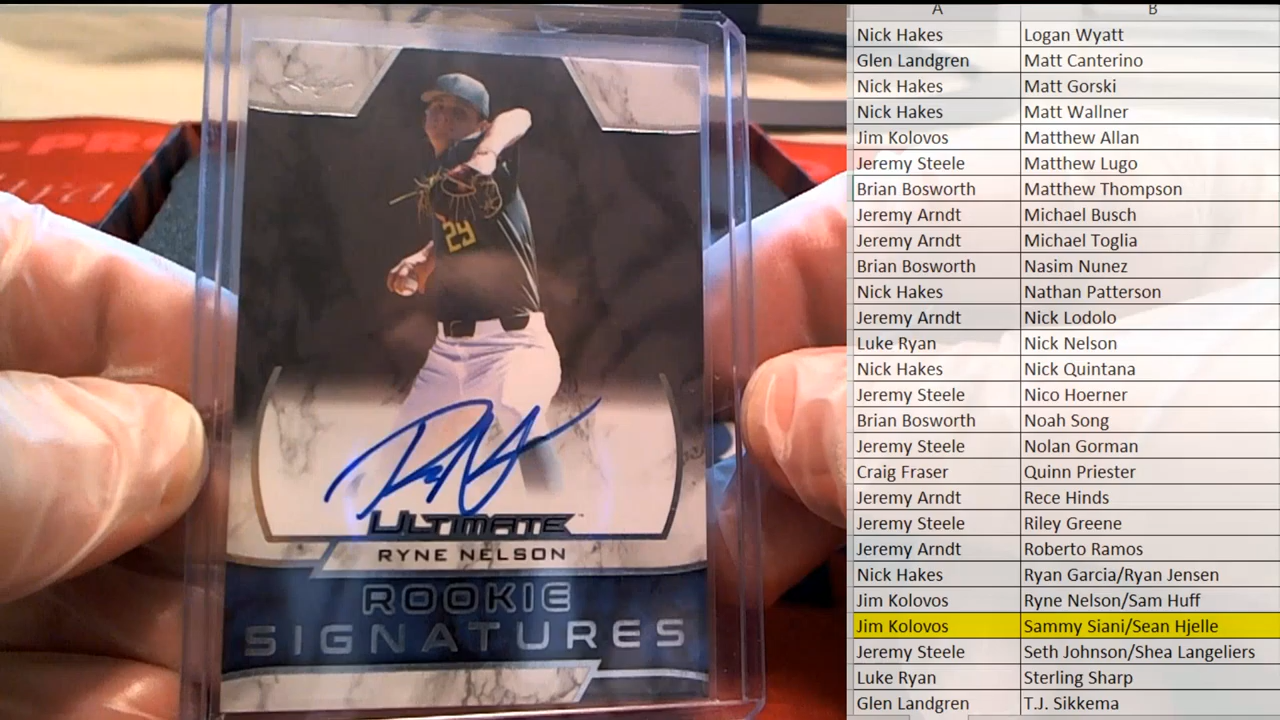 29
ULTIMATE
RYNE NELSON
ROOKIE
SIGNATURES
A B
Nick Hakes Logan Wyatt
Glen Landgren Matt Canterino
Nick Hakes Matt Gorski
Nick Hakes Matt Wallner
Jim Kolovos Matthew Allan
Jeremy Steele Matthew Lugo
Brian Bosworth Matthew Thompson
Jeremy Arndt Michael Busch
Jeremy Arndt Michael Toglia
Brian Bosworth Nasim Nunez
Nick Hakes Nathan Patterson
Jeremy Arndt Nick Lodolo
Luke Ryan Nick Nelson
Nick Hakes Nick Quintana
Jeremy Steele Nico Hoerner
Brian Bosworth Noah Song
Jeremy Steele Nolan Gorman
Craig Fraser Quinn Priester
Jeremy Arndt Rece Hinds
Jeremy Steele Riley Greene
Jeremy Arndt Roberto Ramos
Nick Hakes Ryan Garcia/Ryan Jensen
Jim Kolovos Ryne Nelson/Sam Huff
Jim Kolovos Sammy Siani/Sean Hjelle
Jeremy Steele Seth Johnson/Shea Langeliers
Luke Ryan Sterling Sharp
Glen Landgren T.J. Sikkema